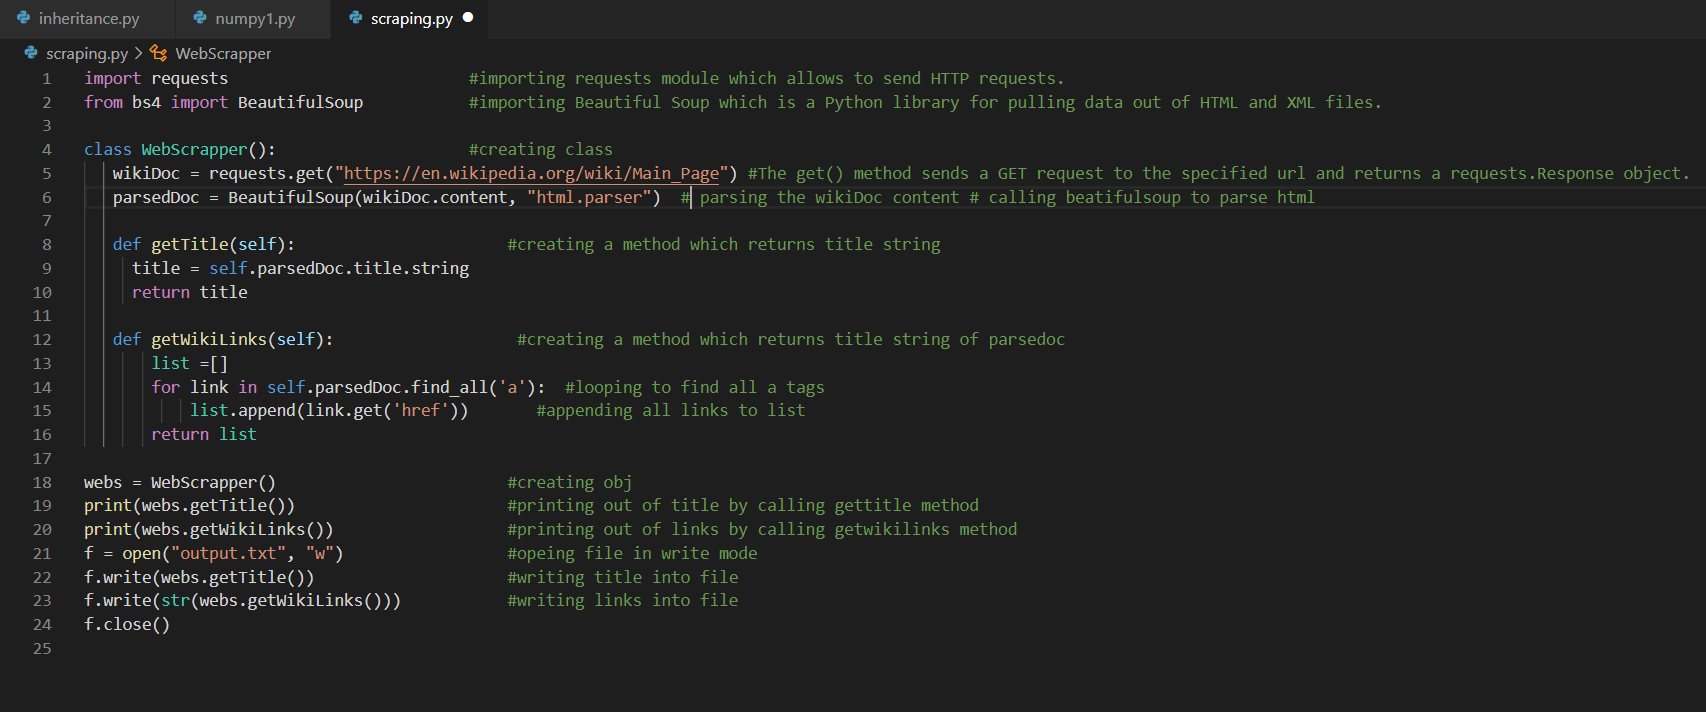 inheritance.py numpy1.py scraping.py
scraping.py > WebScrapper
1 import requests #importing requests module which allows to send HTTP requests.
2 from bs4 import BeautifulSoup #importing Beautiful Soup which is a Python library for pulling data out of HTML and XML files.
3
4 class WebScrapper(): #creating class
5 wikiDoc = requests.get("https://en.wikipedia.org/wiki/Main_Page") #The get() method sends a GET request to the specified url and returns a requests.Response object.
6 parsedDoc = BeautifulSoup(wikiDoc.content, "html.parser") # parsing the wikiDoc content # calling beatifulsoup to parse html
7
8 def getTitle(self): #creating a method which returns title string
9 title = self.parsedDoc.title.string
10 return title
11
12 def getWikiLinks(self): #creating a method which returns title string of parsedoc
13 list =[]
14 for link in self.parsedDoc.find_all('a'): #looping to find all a tags
15 list.append(link.get('href')) #appending all links to list
16 return list
17
18 webs = WebScrapper() #creating obj
19 print(webs.getTitle()) #printing out of title by calling gettitle method
20 print(webs.getWikiLinks()) #printing out of links by calling getwikilinks method
21 f = open("output.txt", "w") #opeing file in write mode
22 f.write(webs.getTitle()) #writing title into file
23 f.write(str(webs.getWikiLinks())) #writing links into file
24 f.close()
25